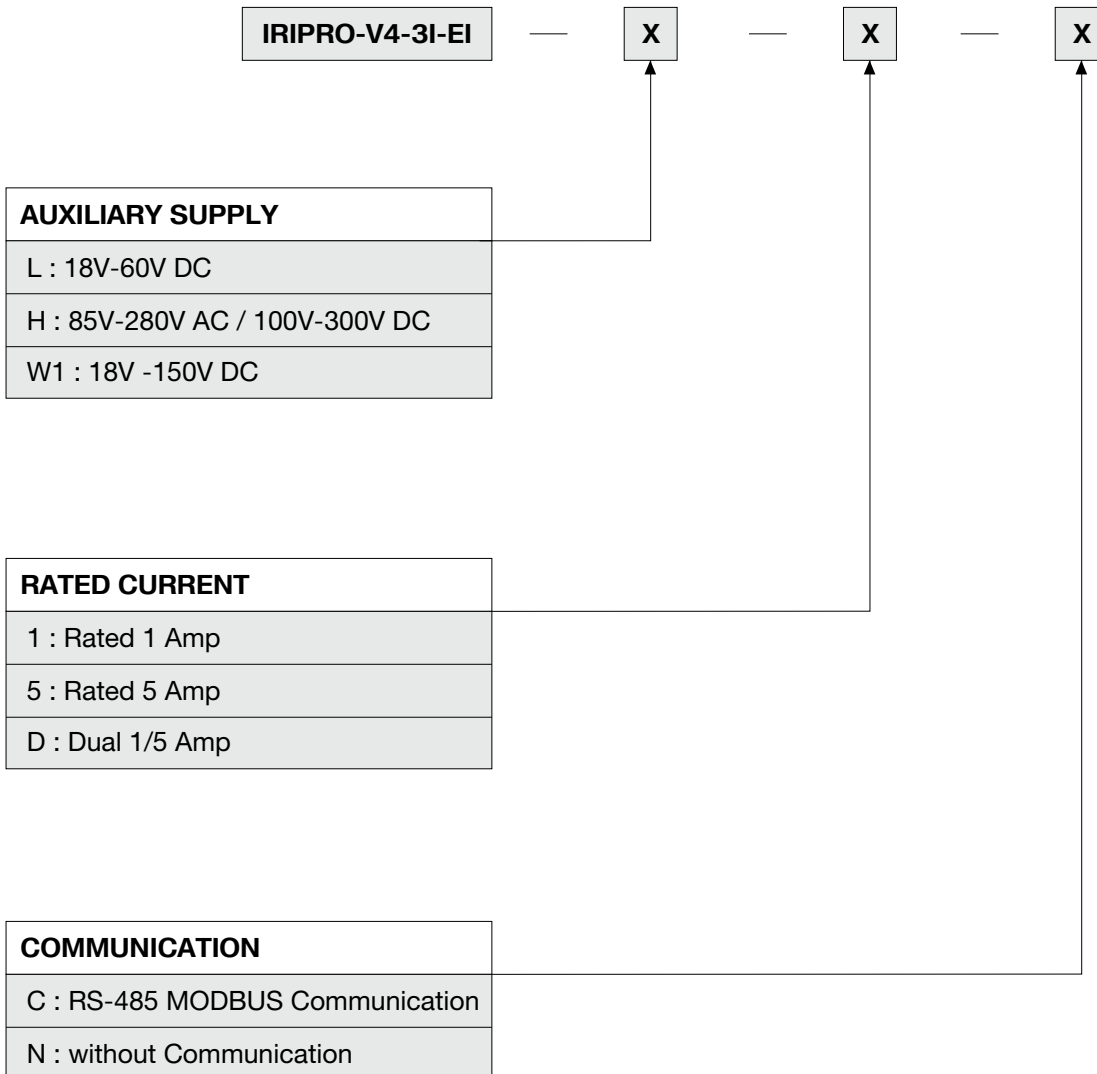 IRIPRO-V4-3I-EI — X — X — X
AUXILIARY SUPPLY
L : 18V-60V DC
H : 85V-280V AC / 100V-300V DC
W1 : 18V -150V DC
RATED CURRENT
1 : Rated 1 Amp
5 : Rated 5 Amp
D : Dual 1/5 Amp
COMMUNICATION
C : RS-485 MODBUS Communication
N : without Communication